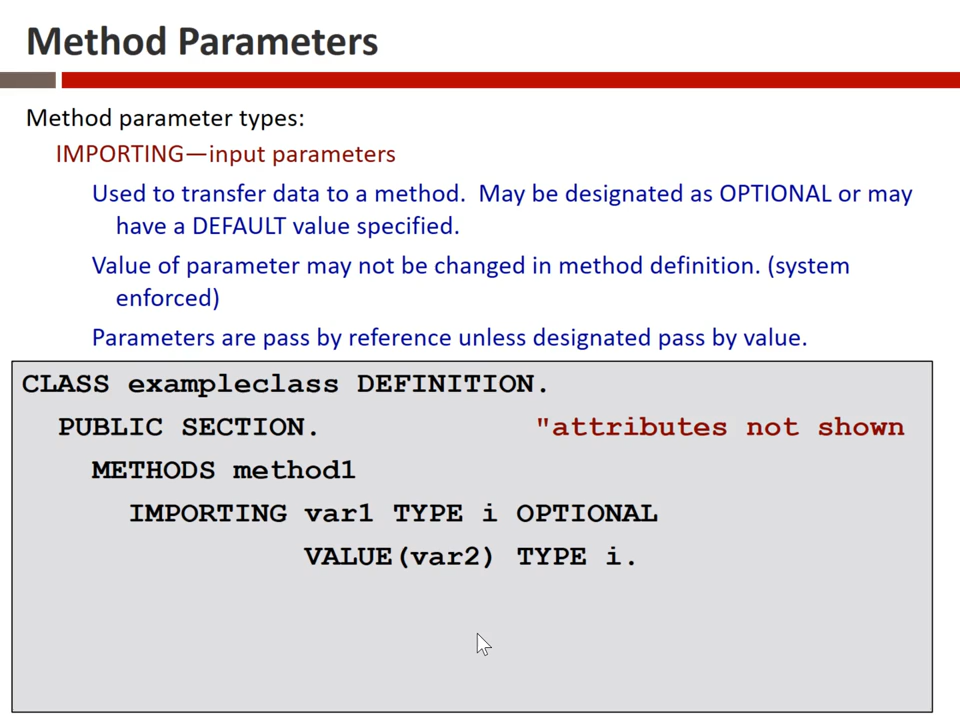 Method Parameters
Method parameter types:
IMPORTING—input parameters
Used to transfer data to a method.  May be designated as OPTIONAL or may
have a DEFAULT value specified.
Value of parameter may not be changed in method definition. (system
enforced)
Parameters are pass by reference unless designated pass by value.
CLASS exampleclass DEFINITION.
PUBLIC SECTION. "attributes not shown
METHODS method1
IMPORTING var1 TYPE i OPTIONAL
VALUE(var2) TYPE i.